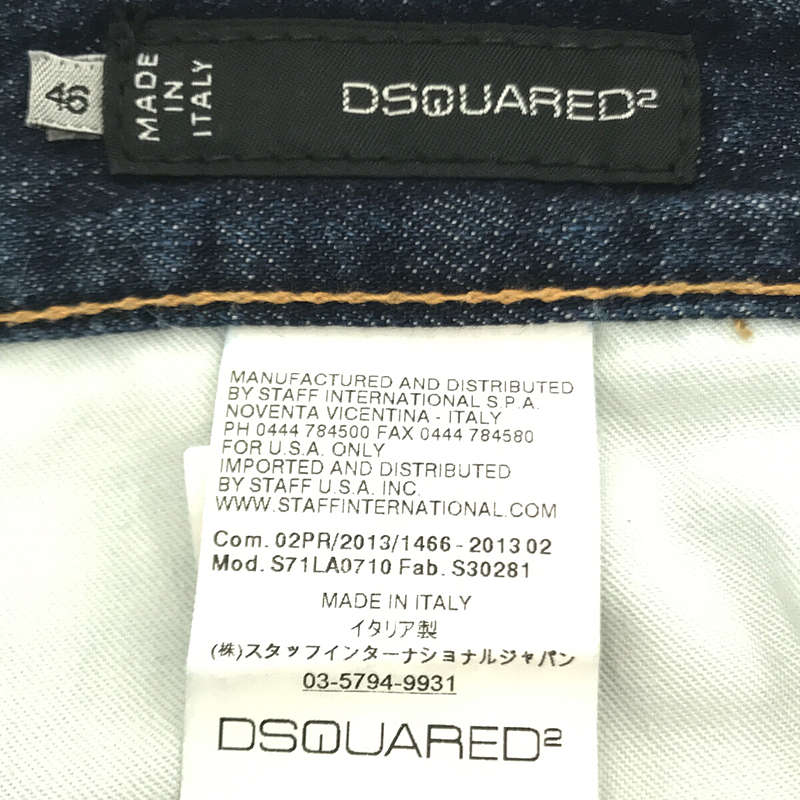 46
MADE
IN
ITALY
DSQUARED²
MANUFACTURED AND DISTRIBUTED
BY STAFF INTERNATIONAL S.P.A.
NOVENTA VICENTINA - ITALY
PH 0444 784500 FAX 0444 784580
FOR U.S.A. ONLY
IMPORTED AND DISTRIBUTED
BY STAFF U.S.A. INC.
WWW.STAFFINTERNATIONAL.COM
Com. 02PR/2013/1466 - 2013 02
Mod. S71LA0710 Fab. S30281
MADE IN ITALY
イタリア製
(株)スタッフインターナショナルジャパン
03-5794-9931
DSQUARED²